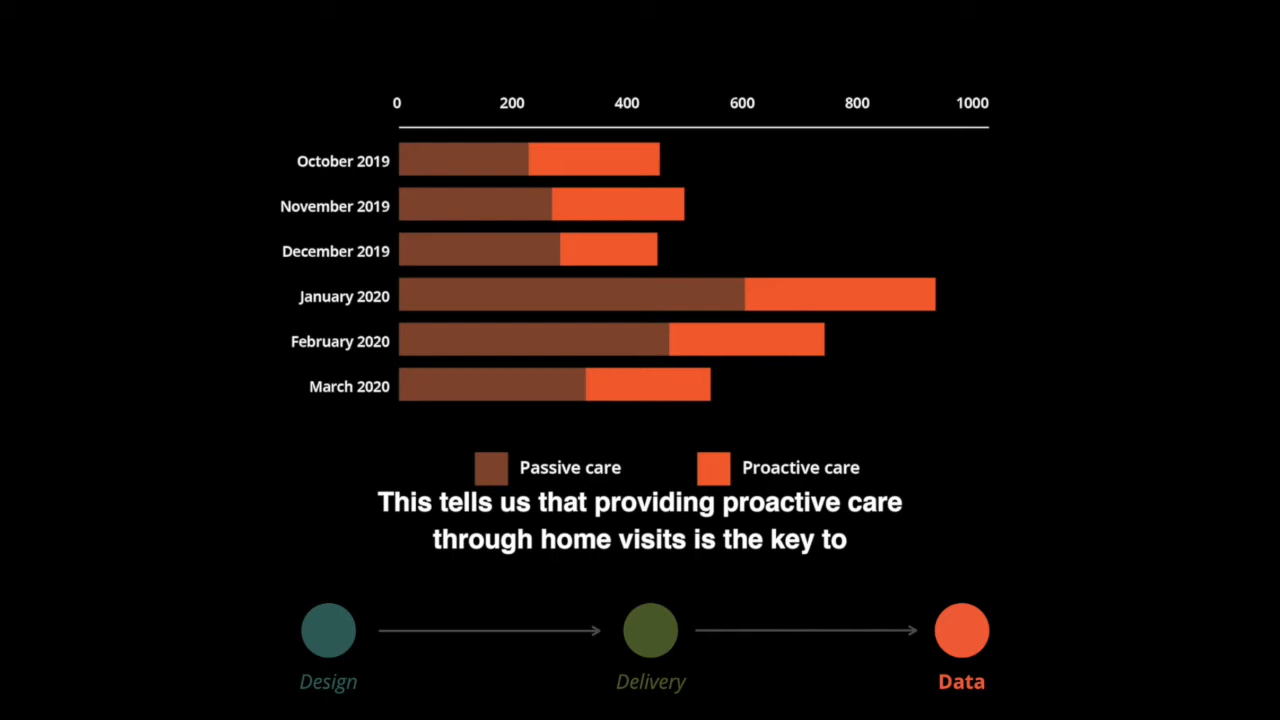 0 200 400 600 800 1000
October 2019
November 2019
December 2019
January 2020
February 2020
March 2020
Passive care Proactive care
This tells us that providing proactive care
through home visits is the key to
Design Delivery Data